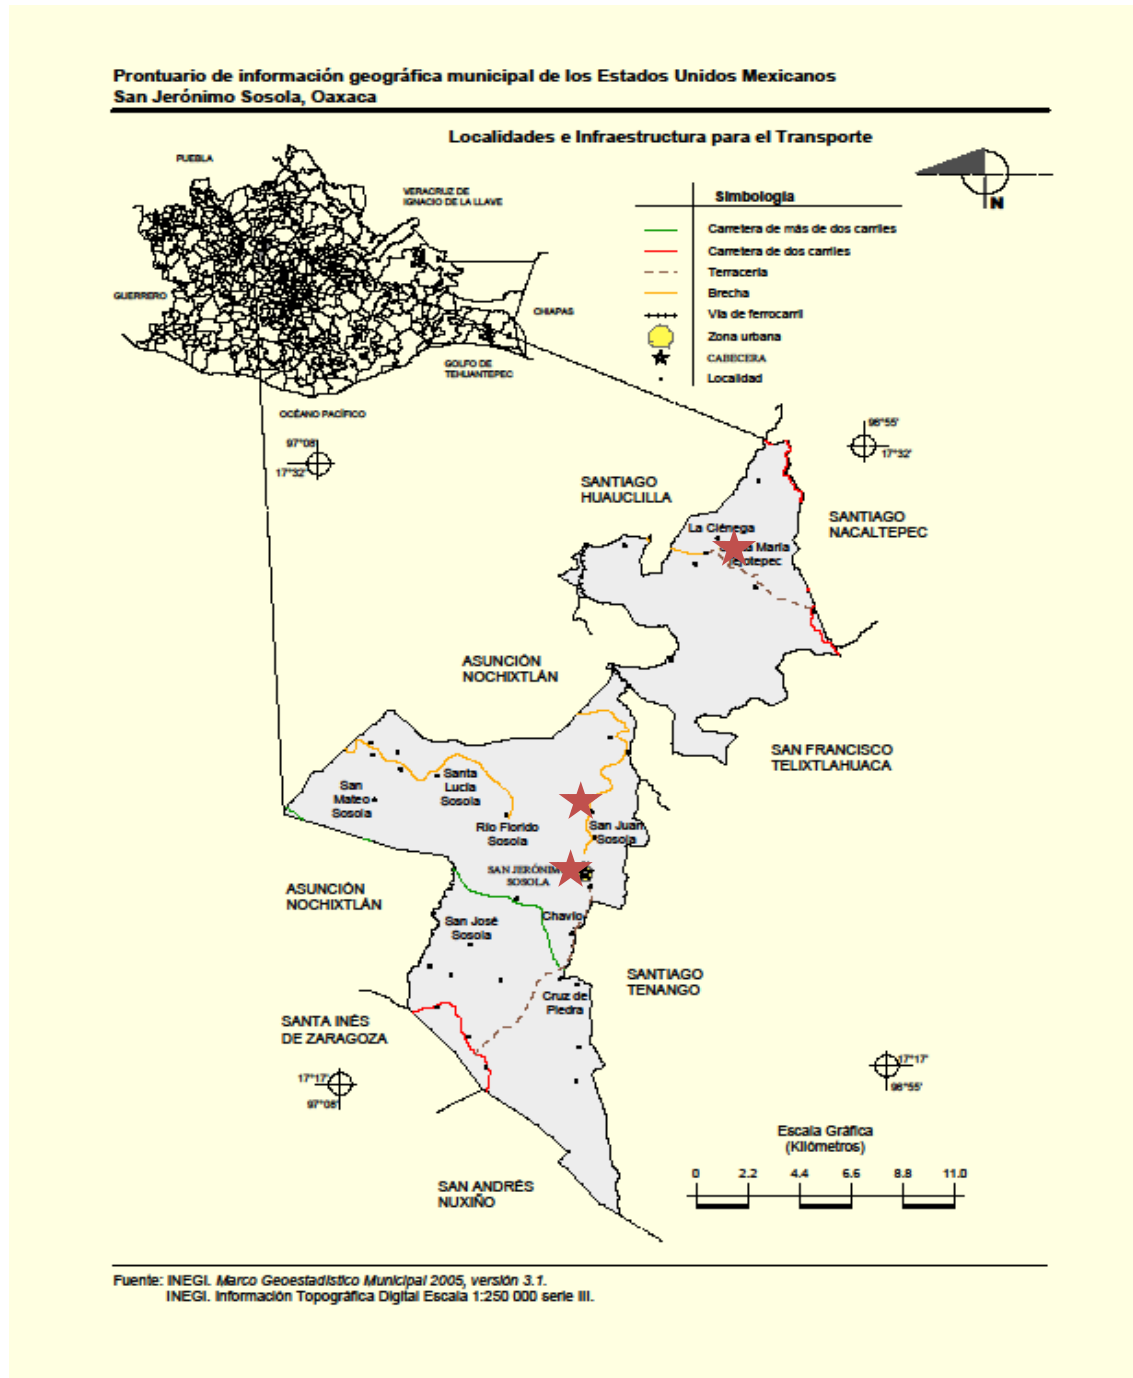 Prontuario de información geográfica municipal de los Estados Unidos Mexicanos
San Jerónimo Sosola, Oaxaca
Localidades e Infraestructura para el Transporte
PUEBLA
VERACRUZ DE
IGNACIO DE LA LLAVE
GUERRERO
CHIAPAS
GOLFO DE
TEHUANTEPEC
OCÉANO PACÍFICO
N
Simbología
Carretera de más de dos carriles
Carretera de dos carriles
Terracería
Brecha
Vía de ferrocarril
Zona urbana
CABECERA
Localidad
97°08'
17°32'
96°55'
17°32'
SANTIAGO
HUAUCLILLA
SANTIAGO
NACALTEPEC
La Ciénega
María
ASUNCIÓN
NOCHIXTLÁN
SAN FRANCISCO
TELIXTLAHUACA
San
Mateo
Sosola
Santa
Lucía
Sosola
Río Florido
Sosola
San Juan
Sosola
SAN JERÓNIM
SOSOLA
ASUNCIÓN
NOCHIXTLÁN
San José
Sosola
Chavío
SANTIAGO
TENANGO
Cruz de
Piedra
SANTA INÉS
DE ZARAGOZA
17°17'
97°08'
17°17'
96°55'
SAN ANDRÉS
NUXIÑO
Escala Gráfica
(Kilómetros)
0 2.2 4.4 6.6 8.8 11.0
Fuente: INEGI. Marco Geoestadístico Municipal 2005, versión 3.1.
INEGI. Información Topográfica Digital Escala 1:250 000 serie III.